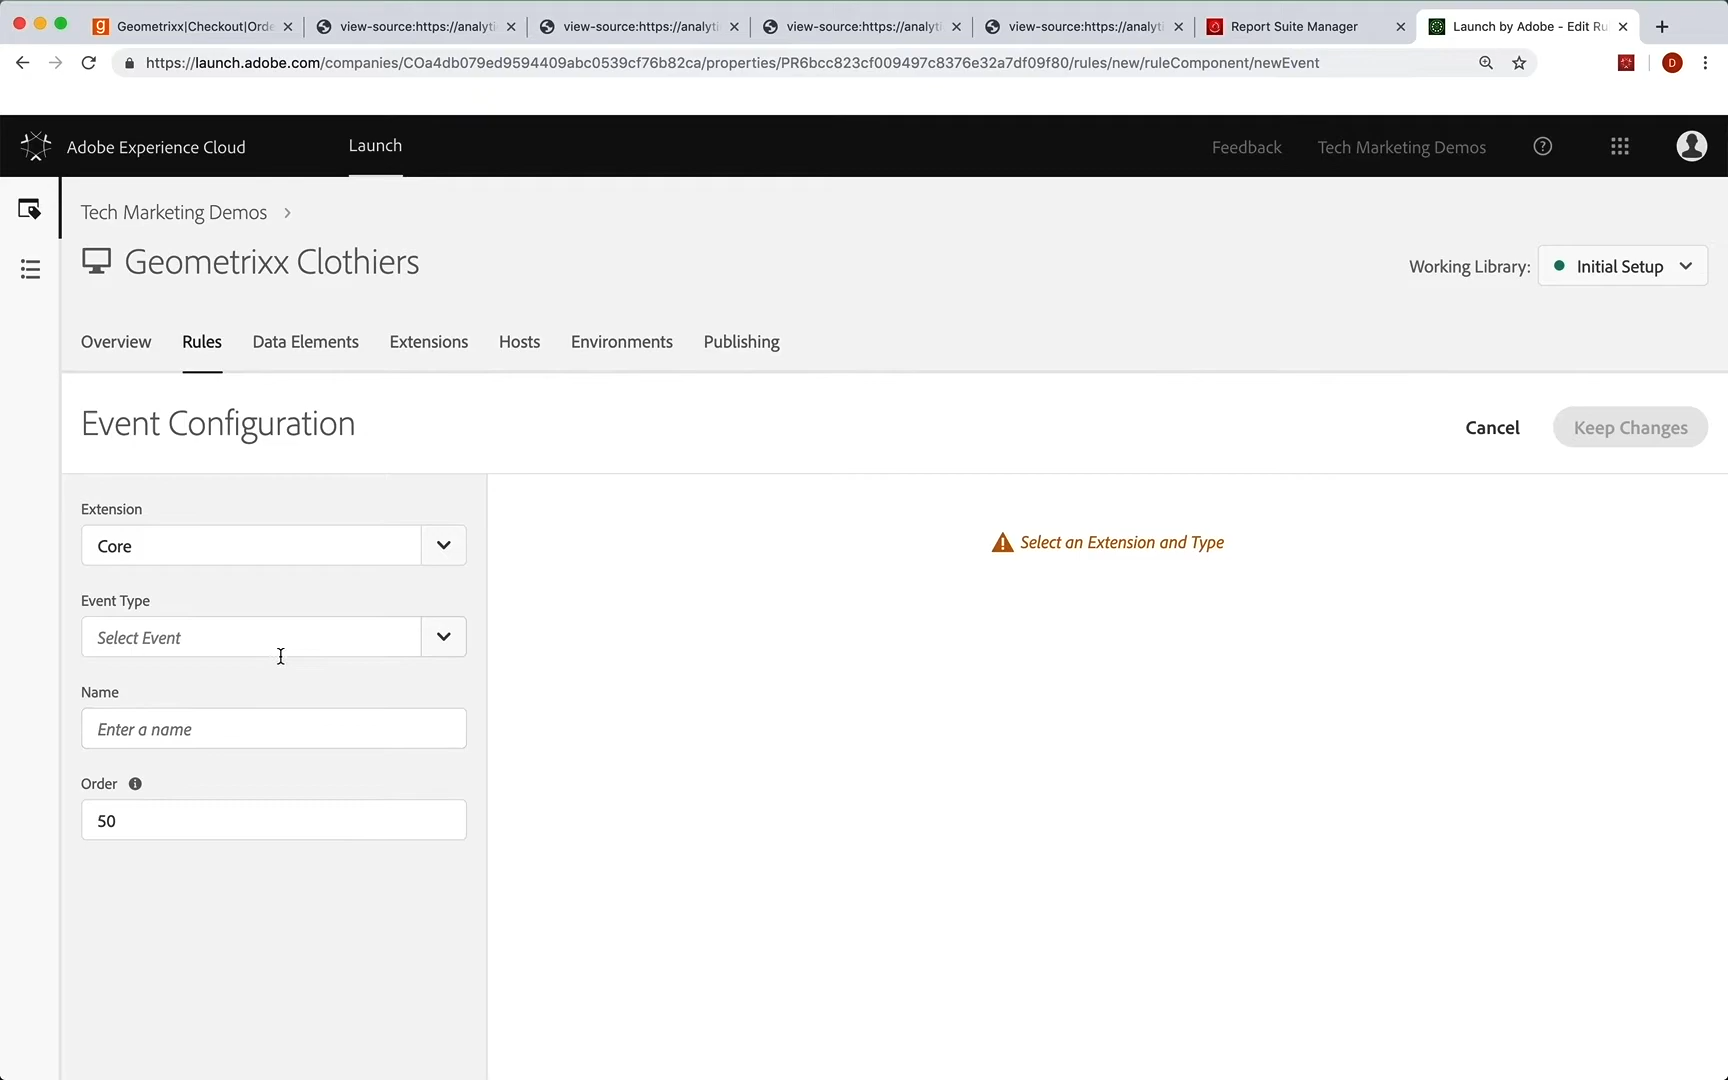 Geometrixx|Checkout|Orde
view-source:https://analyti
view-source:https://analyti
view-source:https://analyti
view-source:https://analyti
Report Suite Manager
Launch by Adobe - Edit Ru
https://launch.adobe.com/companies/COa4db079ed9594409abc0539cf76b82ca/properties/PR6bcc823cf009497c8376e32a7df09f80/rules/new/ruleComponent/newEvent
D
Adobe Experience Cloud
Launch
Feedback
Tech Marketing Demos
Tech Marketing Demos
Geometrixx Clothiers
Working Library:
Initial Setup
Overview
Rules
Data Elements
Extensions
Hosts
Environments
Publishing
Event Configuration
Cancel
Keep Changes
Extension
Core
Select an Extension and Type
Event Type
Select Event
Name
Enter a name
Order
50